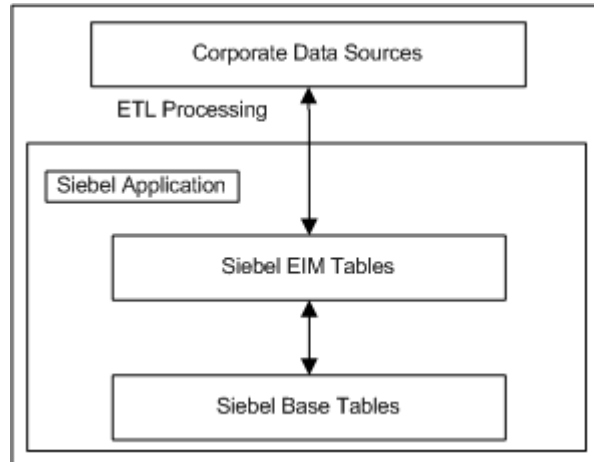 Corporate Data Sources
ETL Processing
Siebel Application
Siebel EIM Tables
Siebel Base Tables